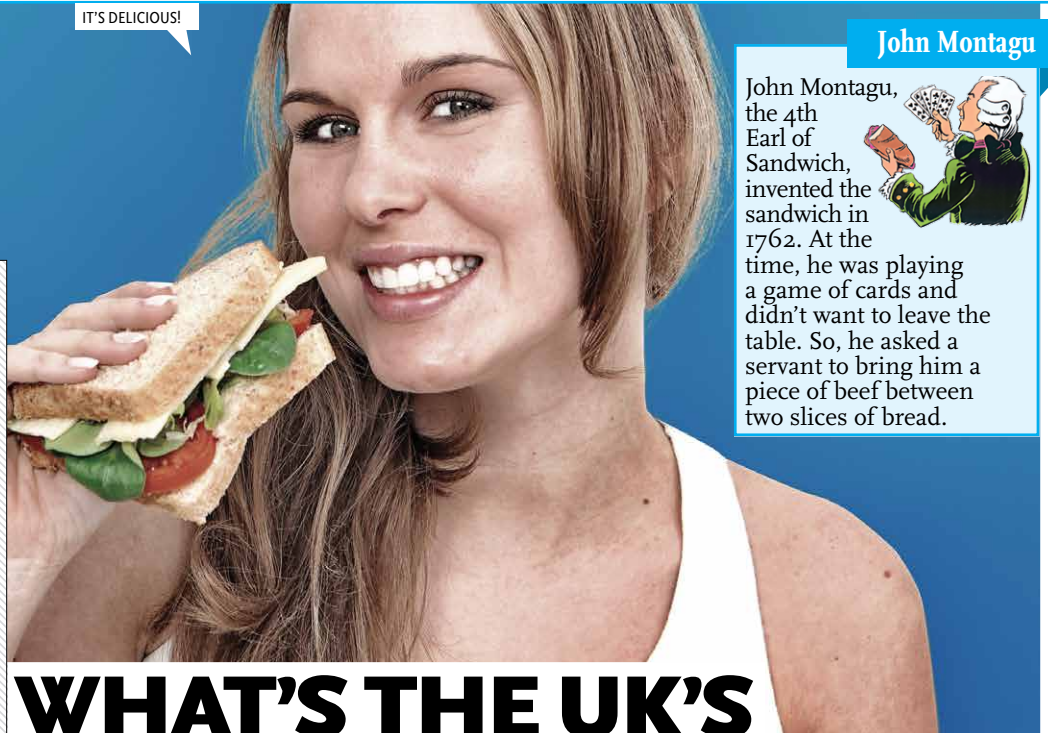 IT'S DELICIOUS!
John Montagu
John Montagu,
the 4th
Earl of
Sandwich,
invented the
sandwich in
1762. At the
time, he was playing
a game of cards and
didn't want to leave the
table. So, he asked a
servant to bring him a
piece of beef between
two slices of bread.
WHAT'S THE UK'S